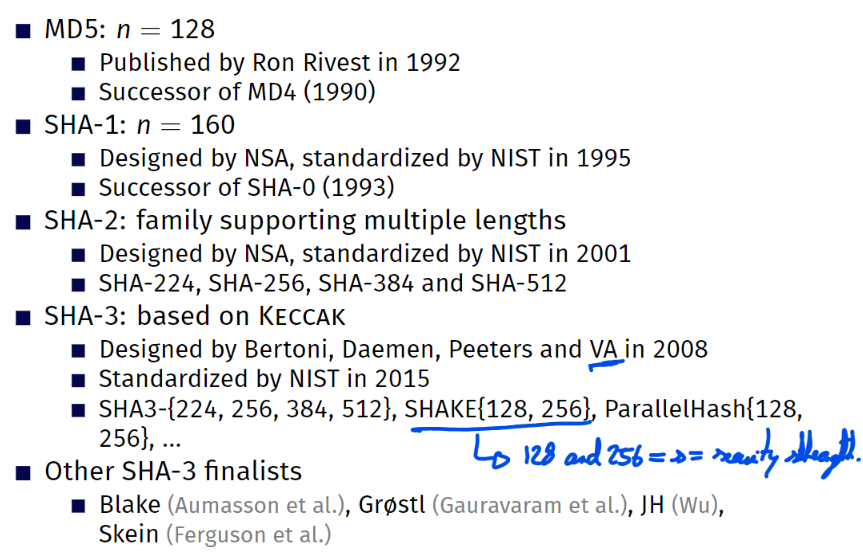 MD5: n = 128
Published by Ron Rivest in 1992
Successor of MD4 (1990)
SHA-1: n = 160
Designed by NSA, standardized by NIST in 1995
Successor of SHA-0 (1993)
SHA-2: family supporting multiple lengths
Designed by NSA, standardized by NIST in 2001
SHA-224, SHA-256, SHA-384 and SHA-512
SHA-3: based on KECCAK
Designed by Bertoni, Daemen, Peeters and VA in 2008
Standardized by NIST in 2015
SHA3-{224, 256, 384, 512}, SHAKE{128, 256}, ParallelHash{128,
256}, ...
↳ 128 and 256 = s = security strength.
Other SHA-3 finalists
Blake (Aumasson et al.), Grøstl (Gauravaram et al.), JH (Wu),
Skein (Ferguson et al.)